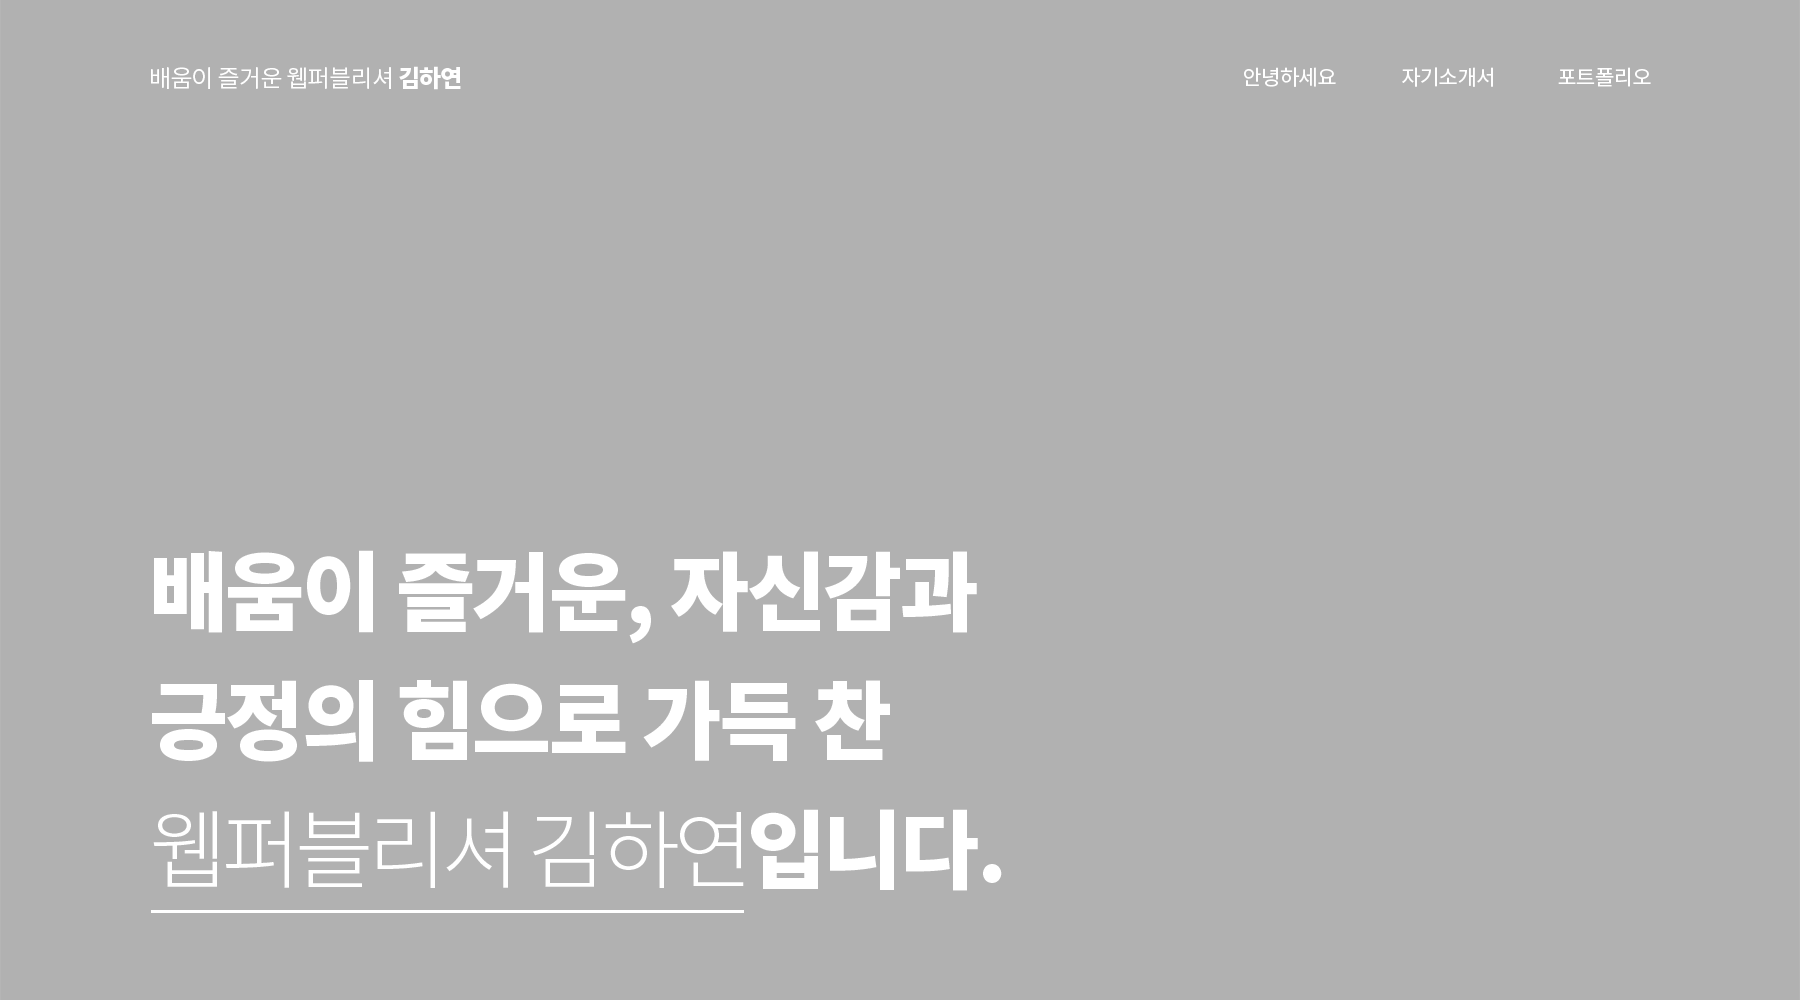 배움이 즐거운 웹퍼블리셔 김하연
안녕하세요 자기소개서 포트폴리오
배움이 즐거운, 자신감과
긍정의 힘으로 가득 찬
웹퍼블리셔 김하연입니다.